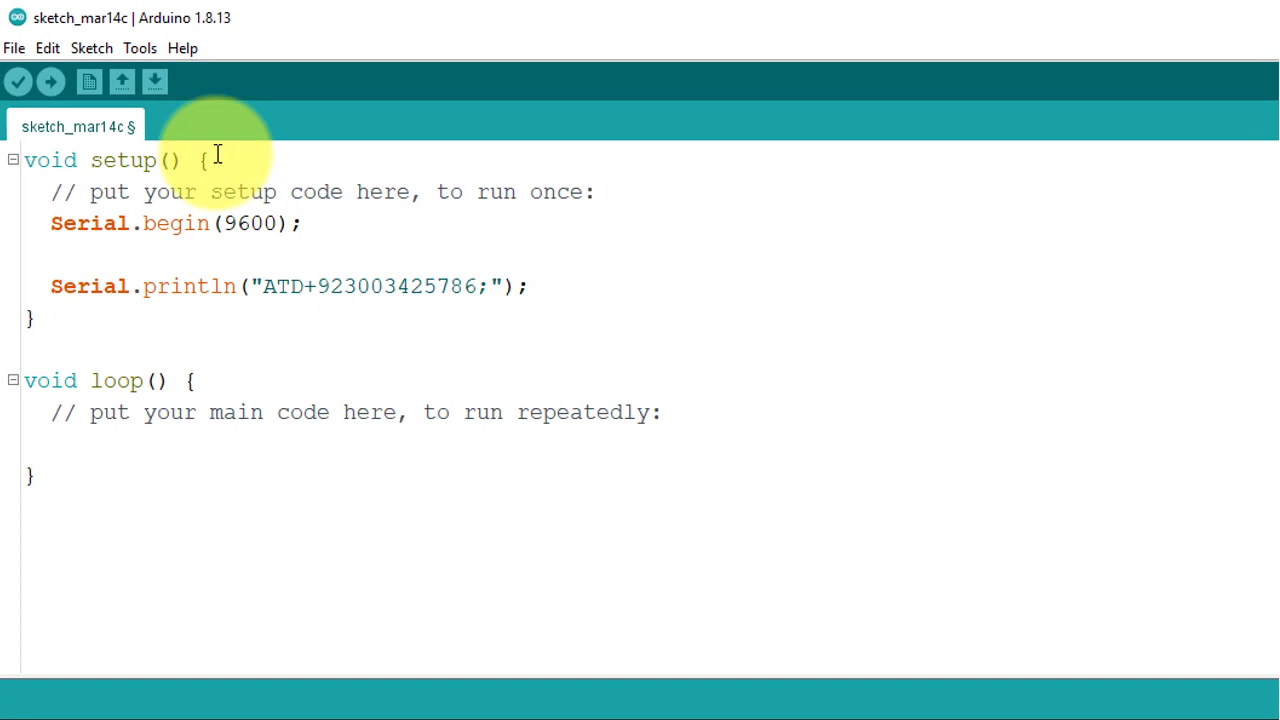 sketch_mar14c | Arduino 1.8.13
File Edit Sketch Tools Help
sketch_mar14c §
void setup() {
  // put your setup code here, to run once:
  Serial.begin(9600);

  Serial.println("ATD+923003425786;");
}

void loop() {
  // put your main code here, to run repeatedly:

}